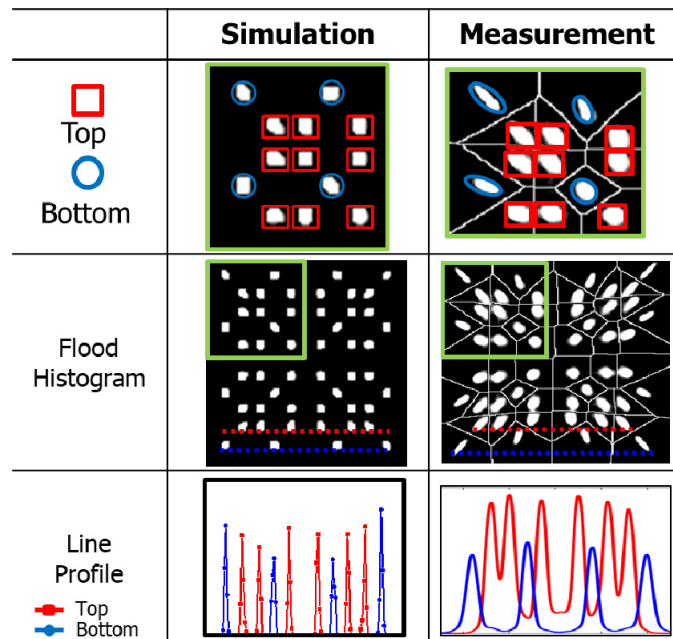 Simulation Measurement
Top
Bottom
Flood
Histogram
Line
Profile
Top
Bottom